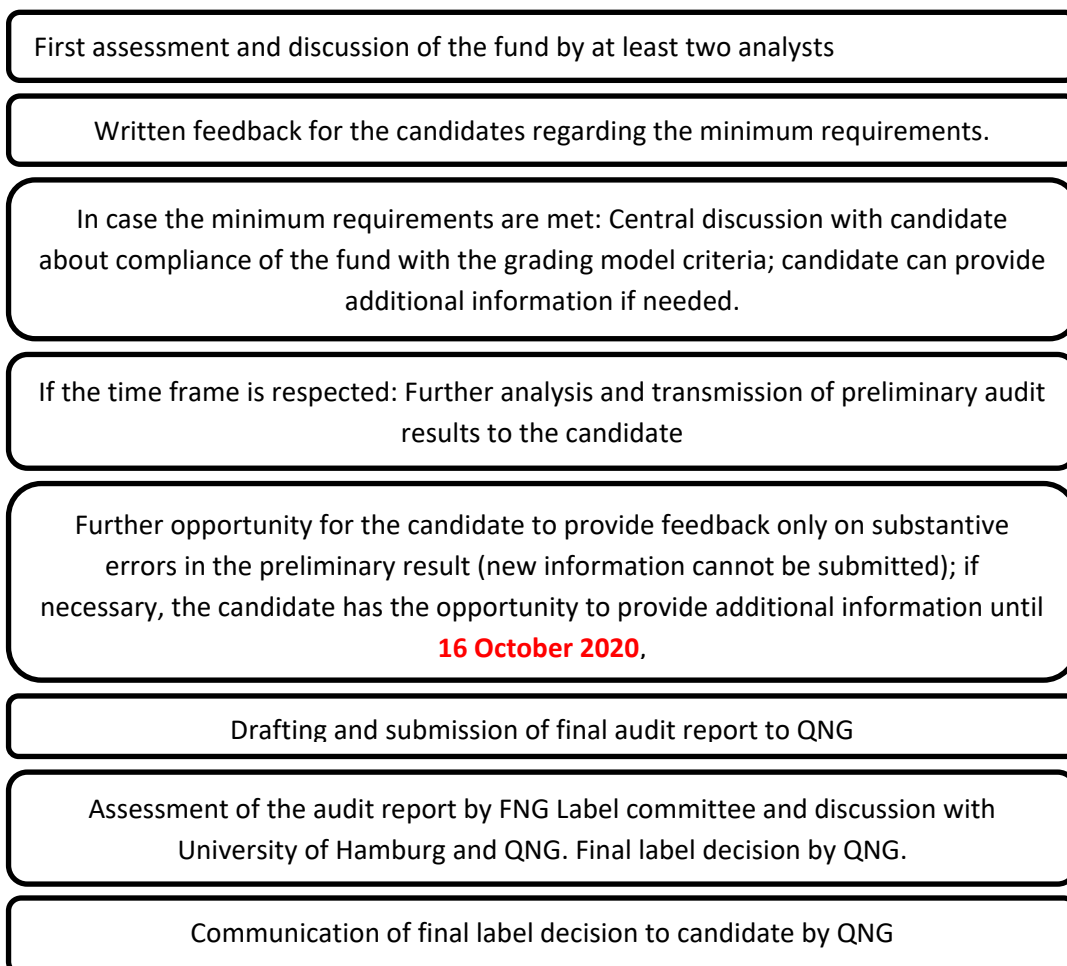 First assessment and discussion of the fund by at least two analysts
Written feedback for the candidates regarding the minimum requirements.
In case the minimum requirements are met: Central discussion with candidate
about compliance of the fund with the grading model criteria; candidate can provide
additional information if needed.
If the time frame is respected: Further analysis and transmission of preliminary audit
results to the candidate
Further opportunity for the candidate to provide feedback only on substantive
errors in the preliminary result (new information cannot be submitted); if
necessary, the candidate has the opportunity to provide additional information until
16 October 2020,
Drafting and submission of final audit report to QNG
Assessment of the audit report by FNG Label committee and discussion with
University of Hamburg and QNG. Final label decision by QNG.
Communication of final label decision to candidate by QNG